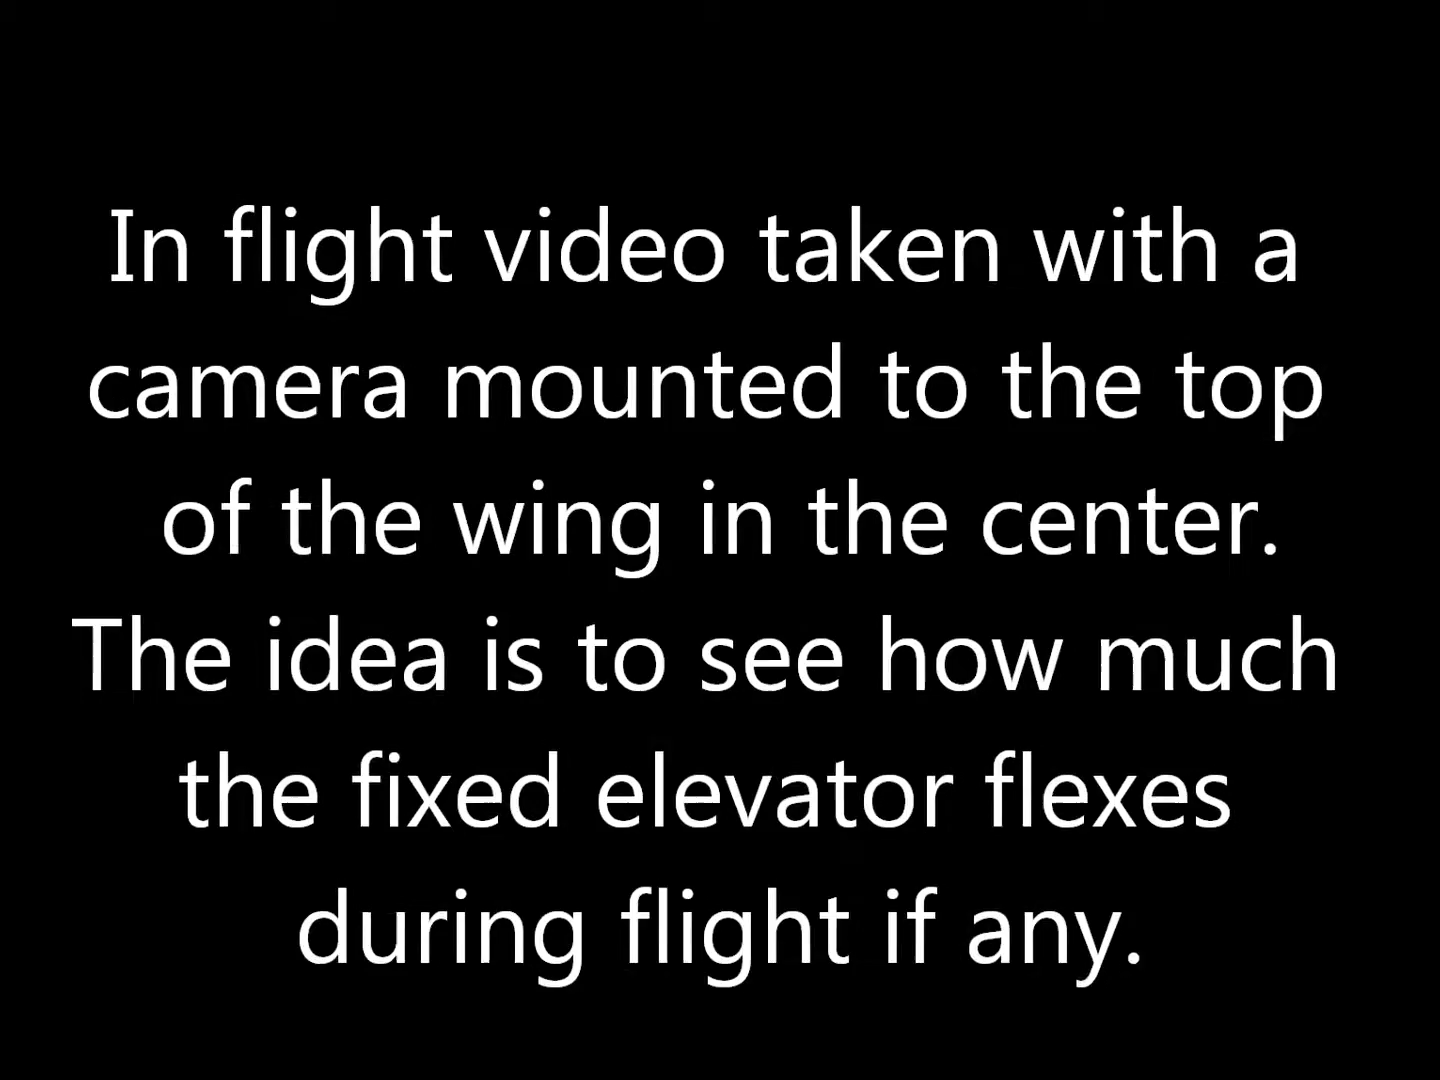 In flight video taken with a
camera mounted to the top
of the wing in the center.
The idea is to see how much
the fixed elevator flexes
during flight if any.